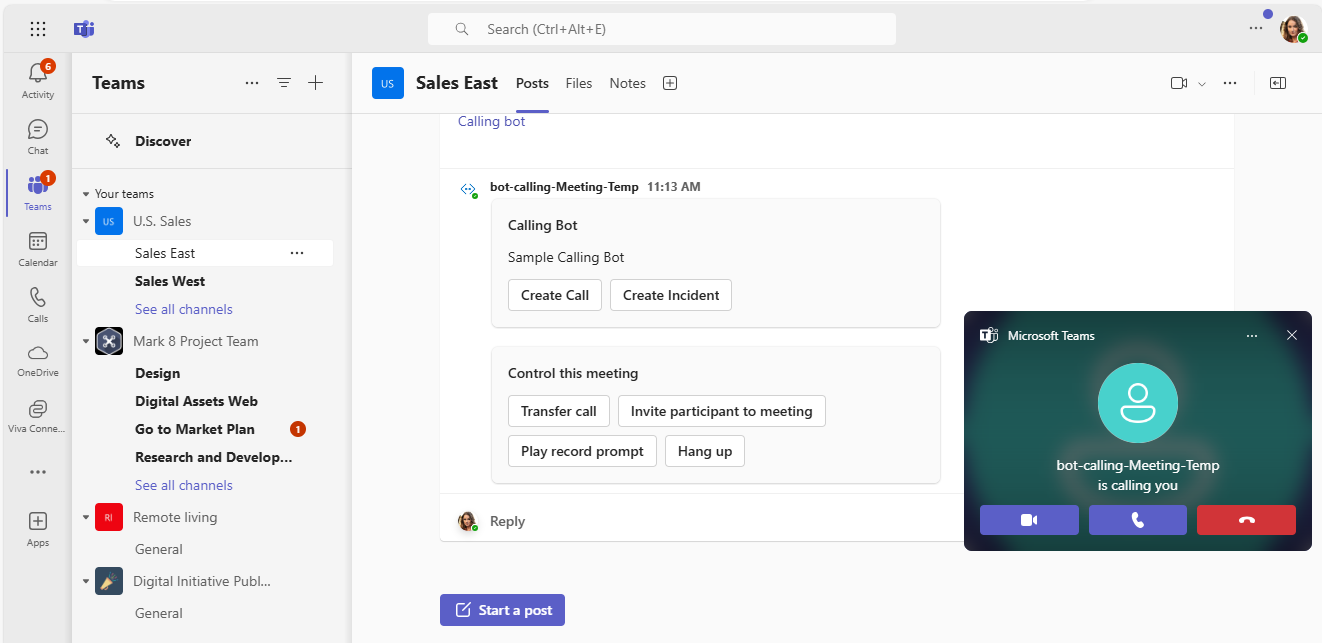 Search (Ctrl+Alt+E)
6
Activity
Chat
1
Teams
Calendar
Calls
OneDrive
Viva Conne...
Apps
Teams
Discover
Your teams
US U.S. Sales
Sales East
Sales West
See all channels
Mark 8 Project Team
Design
Digital Assets Web
Go to Market Plan 1
Research and Develop...
See all channels
RI Remote living
General
Digital Initiative Publ...
General
US Sales East Posts Files Notes
Calling bot
bot-calling-Meeting-Temp 11:13 AM
Calling Bot
Sample Calling Bot
Create Call Create Incident
Control this meeting
Transfer call Invite participant to meeting
Play record prompt Hang up
Reply
Start a post
Microsoft Teams
bot-calling-Meeting-Temp
is calling you